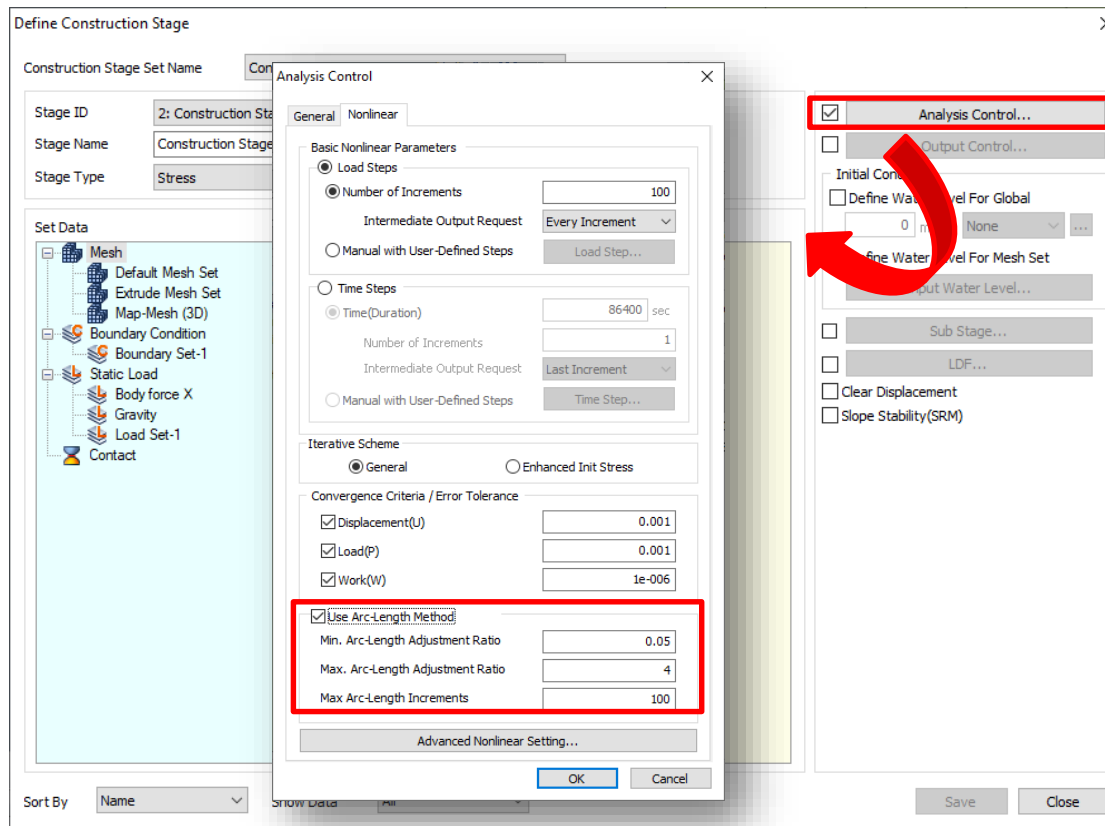 Define Construction Stage
Construction Stage Set Name
Con
Stage ID
2: Construction Sta
Stage Name
Construction Stage
Stage Type
Stress
Set Data
Mesh
Default Mesh Set
Extrude Mesh Set
Map-Mesh (3D)
Boundary Condition
Boundary Set-1
Static Load
Body force X
Gravity
Load Set-1
Contact
Sort By
Name
Show Data
All
Analysis Control
General Nonlinear
Basic Nonlinear Parameters
Load Steps
Number of Increments 100
Intermediate Output Request Every Increment
Manual with User-Defined Steps Load Step...
Time Steps
Time(Duration) 86400 sec
Number of Increments 1
Intermediate Output Request Last Increment
Manual with User-Defined Steps Time Step...
Iterative Scheme
General Enhanced Init Stress
Convergence Criteria / Error Tolerance
Displacement(U) 0.001
Load(P) 0.001
Work(W) 1e-006
Use Arc-Length Method
Min. Arc-Length Adjustment Ratio 0.05
Max. Arc-Length Adjustment Ratio 4
Max Arc-Length Increments 100
Advanced Nonlinear Setting...
OK Cancel
Analysis Control...
Output Control...
Initial Con
Define Wat vel For Global
0 m None ...
fine Wat vel For Mesh Set
put Water Level...
Sub Stage...
LDF...
Clear Displacement
Slope Stability(SRM)
Save Close